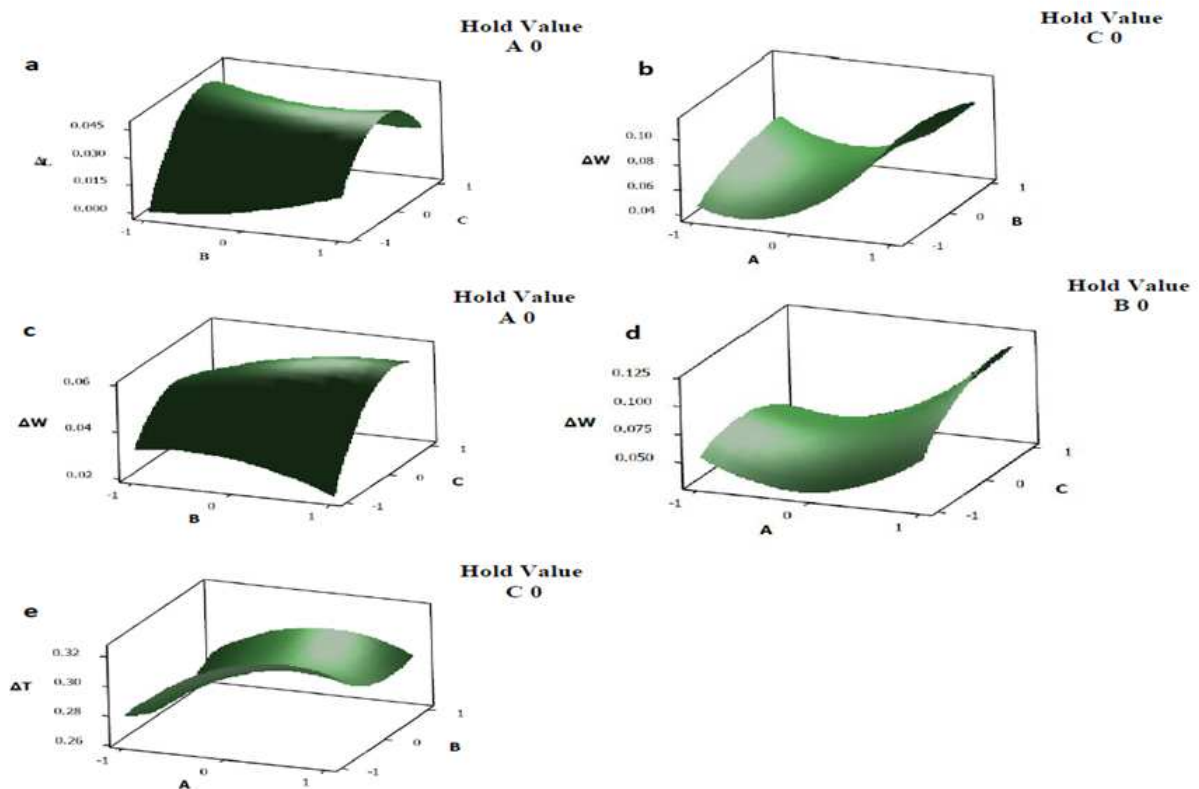 Hold Value
A 0
a
0.045
0.030
ΔL
0.015
0.000
-1
0
1
B
-1
0
1
C
Hold Value
C 0
b
0.10
0.08
ΔW
0.06
0.04
-1
0
1
A
-1
0
1
B
Hold Value
A 0
c
0.06
ΔW
0.04
0.02
-1
0
1
B
-1
0
1
C
Hold Value
B 0
d
0.125
0.100
ΔW
0.075
0.050
-1
0
1
A
-1
0
1
C
Hold Value
C 0
e
0.32
0.30
ΔT
0.28
0.26
-1
0
1
A
-1
0
1
B